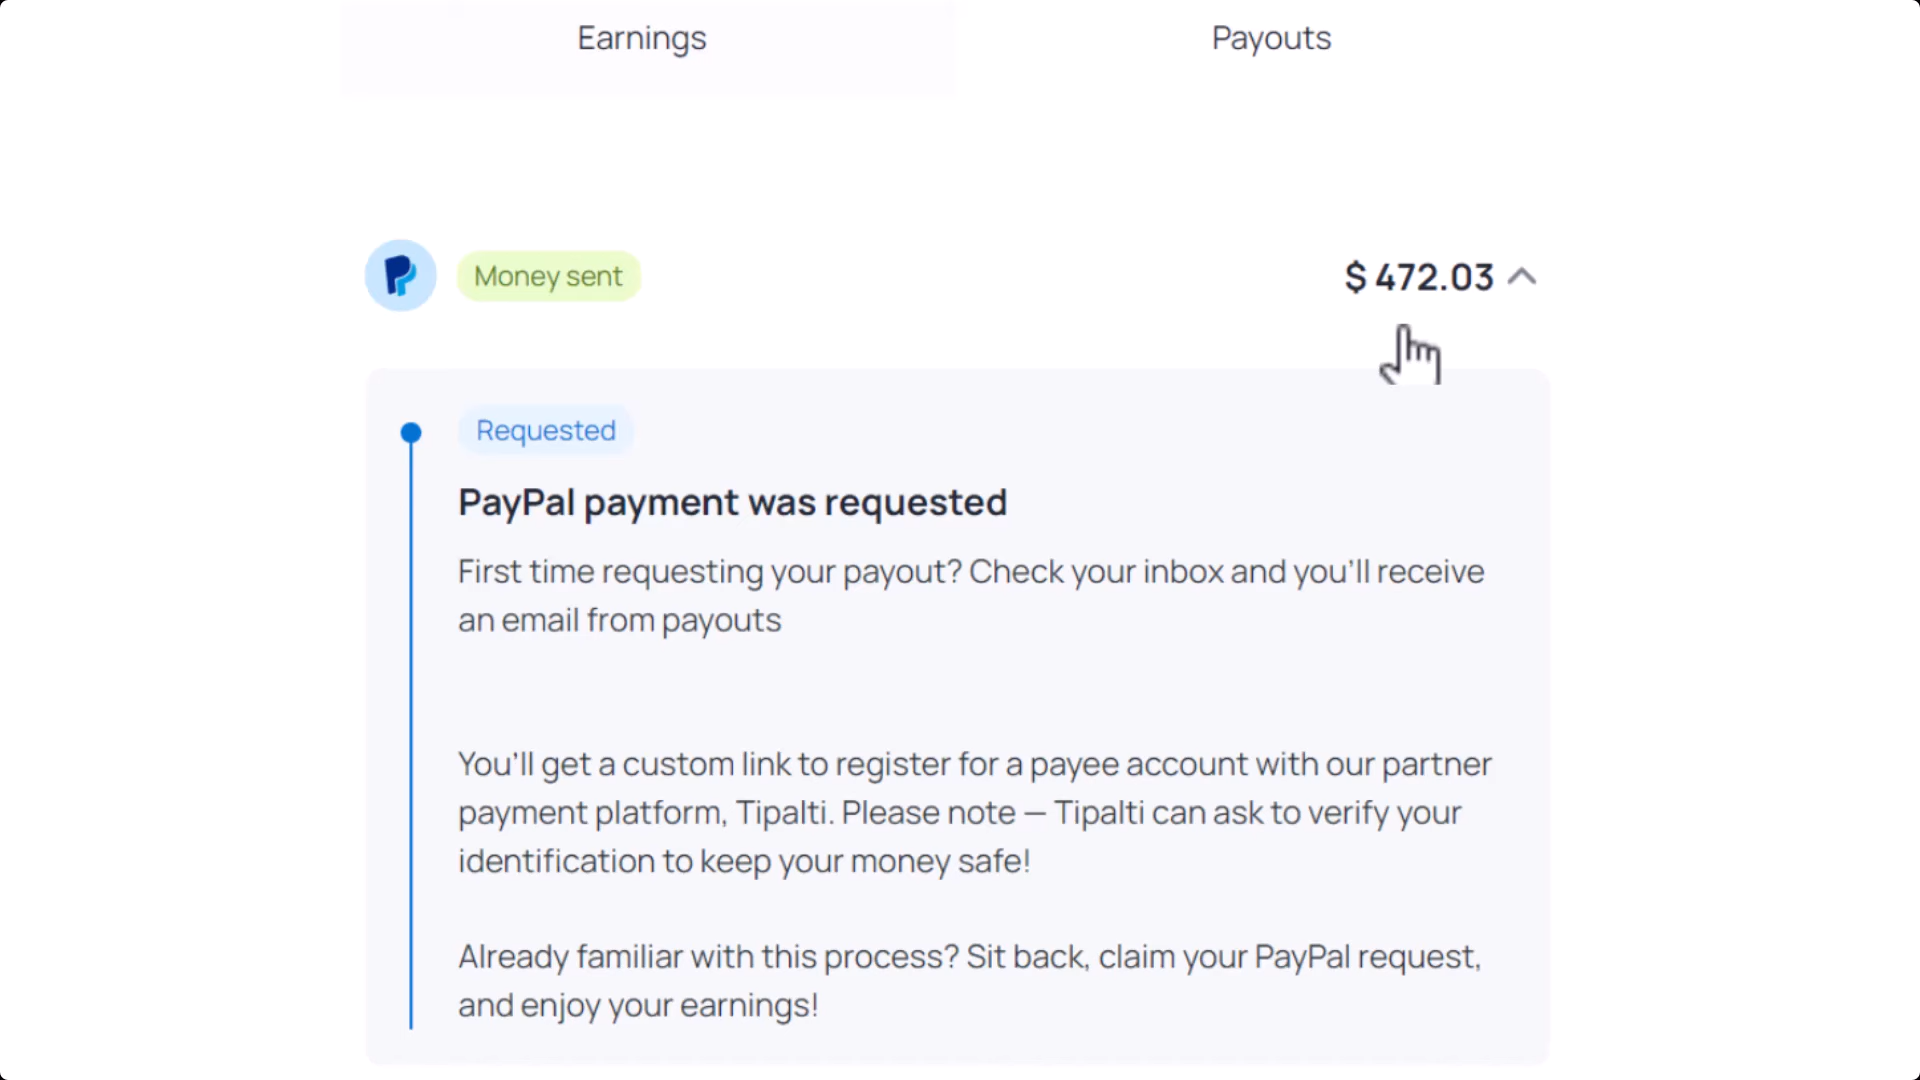 Earnings
Payouts
Money sent
$ 472.03
Requested
PayPal payment was requested
First time requesting your payout? Check your inbox and you’ll receive
an email from payouts
You’ll get a custom link to register for a payee account with our partner
payment platform, Tipalti. Please note — Tipalti can ask to verify your
identification to keep your money safe!
Already familiar with this process? Sit back, claim your PayPal request,
and enjoy your earnings!